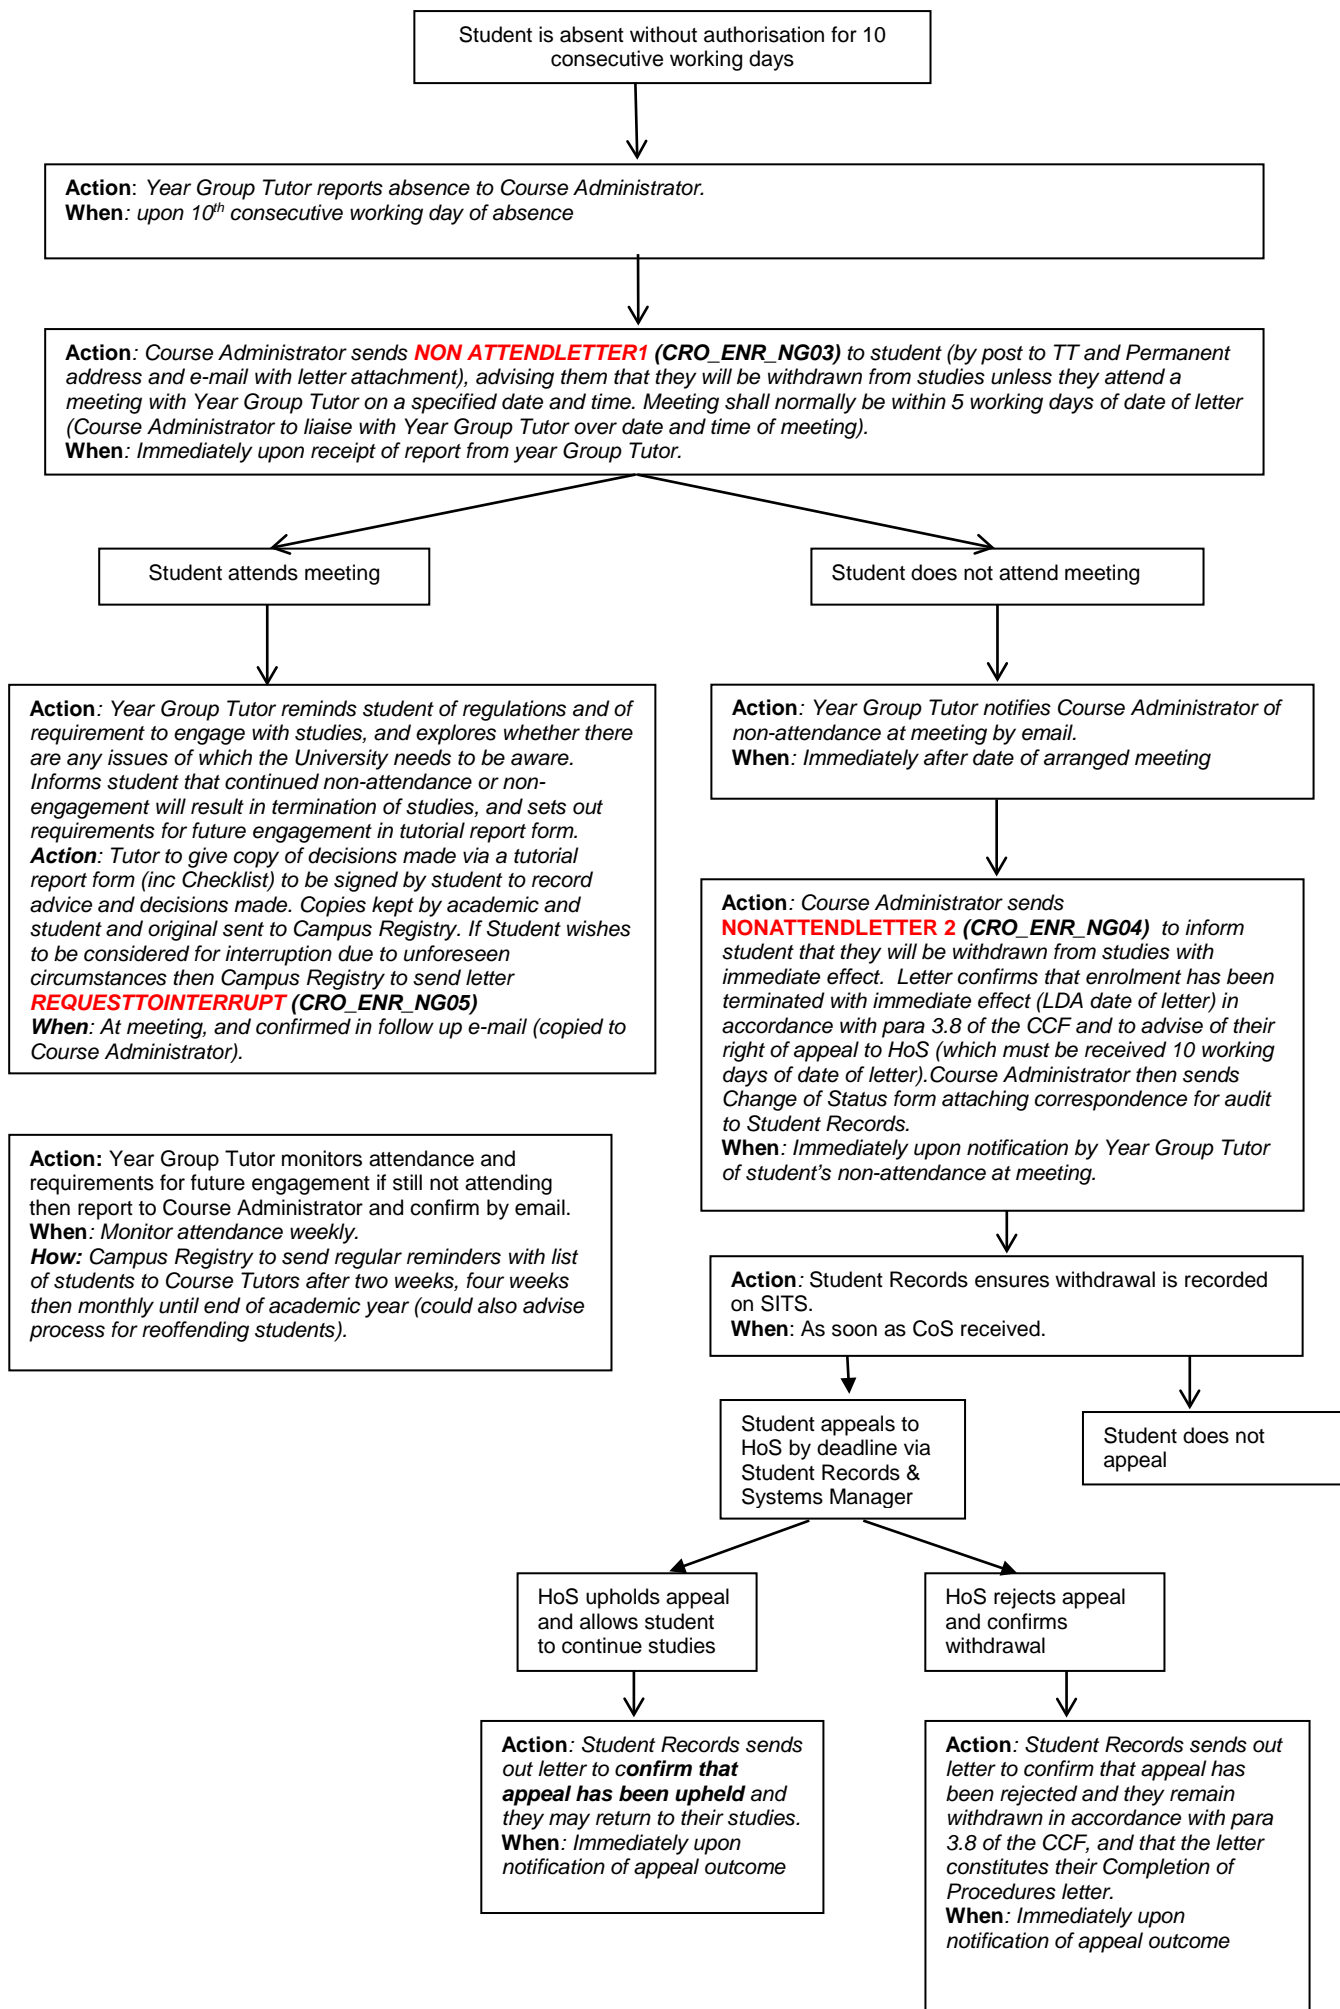 Student is absent without authorisation for 10
consecutive working days
Action: Year Group Tutor reports absence to Course Administrator.
When: upon 10th consecutive working day of absence
Action: Course Administrator sends NON ATTENDLETTER1 (CRO_ENR_NG03) to student (by post to TT and Permanent
address and e-mail with letter attachment), advising them that they will be withdrawn from studies unless they attend a
meeting with Year Group Tutor on a specified date and time. Meeting shall normally be within 5 working days of date of letter
(Course Administrator to liaise with Year Group Tutor over date and time of meeting).
When: Immediately upon receipt of report from year Group Tutor.
Student attends meeting
Student does not attend meeting
Action: Year Group Tutor reminds student of regulations and of
requirement to engage with studies, and explores whether there
are any issues of which the University needs to be aware.
Informs student that continued non-attendance or non-
engagement will result in termination of studies, and sets out
requirements for future engagement in tutorial report form.
Action: Tutor to give copy of decisions made via a tutorial
report form (inc Checklist) to be signed by student to record
advice and decisions made. Copies kept by academic and
student and original sent to Campus Registry. If Student wishes
to be considered for interruption due to unforeseen
circumstances then Campus Registry to send letter
REQUESTTOINTERRUPT (CRO_ENR_NG05)
When: At meeting, and confirmed in follow up e-mail (copied to
Course Administrator).
Action: Year Group Tutor notifies Course Administrator of
non-attendance at meeting by email.
When: Immediately after date of arranged meeting
Action: Course Administrator sends
NONATTENDLETTER 2 (CRO_ENR_NG04) to inform
student that they will be withdrawn from studies with
immediate effect. Letter confirms that enrolment has been
terminated with immediate effect (LDA date of letter) in
accordance with para 3.8 of the CCF and to advise of their
right of appeal to HoS (which must be received 10 working
days of date of letter).Course Administrator then sends
Change of Status form attaching correspondence for audit
to Student Records.
When: Immediately upon notification by Year Group Tutor
of student's non-attendance at meeting.
Action: Year Group Tutor monitors attendance and
requirements for future engagement if still not attending
then report to Course Administrator and confirm by email.
When: Monitor attendance weekly.
How: Campus Registry to send regular reminders with list
of students to Course Tutors after two weeks, four weeks
then monthly until end of academic year (could also advise
process for reoffending students).
Action: Student Records ensures withdrawal is recorded
on SITS.
When: As soon as CoS received.
Student appeals to
HoS by deadline via
Student Records &
Systems Manager
Student does not
appeal
HoS upholds appeal
and allows student
to continue studies
HoS rejects appeal
and confirms
withdrawal
Action: Student Records sends
out letter to confirm that
appeal has been upheld and
they may return to their studies.
When: Immediately upon
notification of appeal outcome
Action: Student Records sends out
letter to confirm that appeal has
been rejected and they remain
withdrawn in accordance with para
3.8 of the CCF, and that the letter
constitutes their Completion of
Procedures letter.
When: Immediately upon
notification of appeal outcome